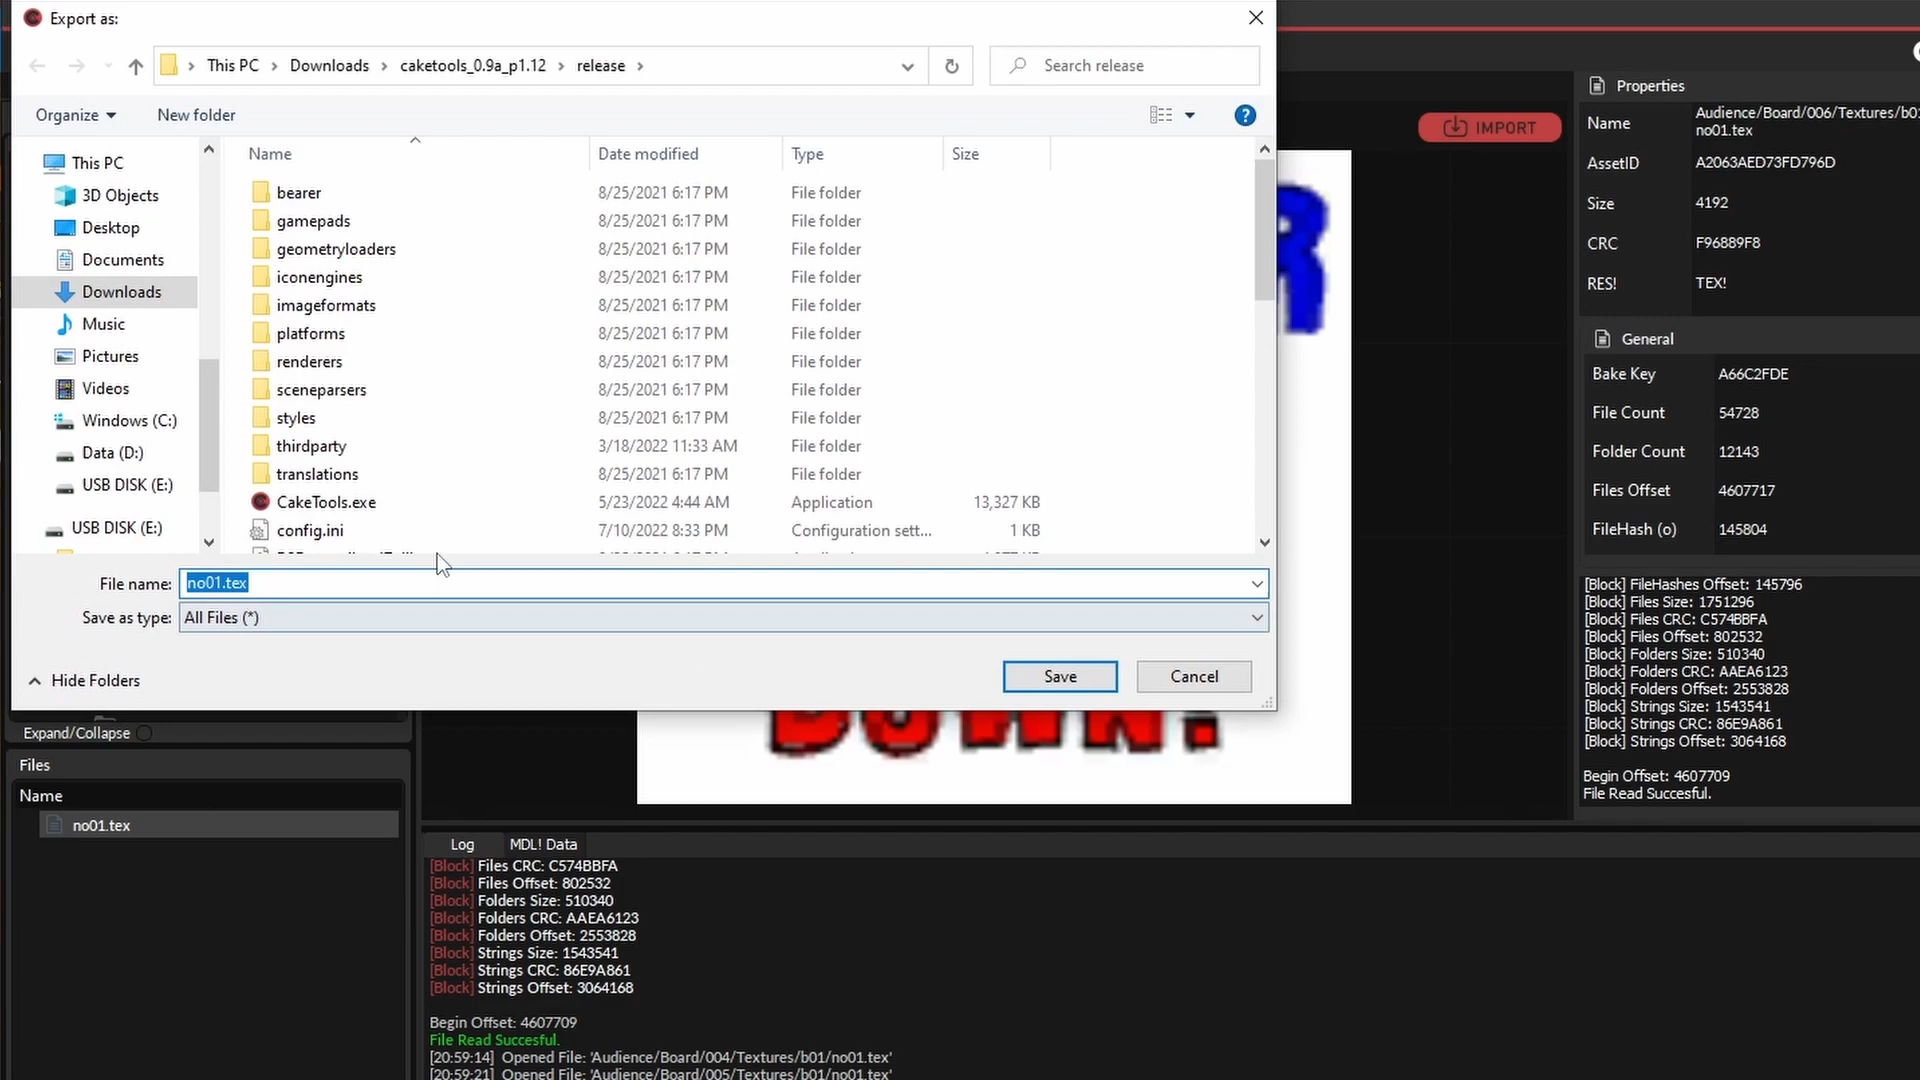 Export as:
This PC > Downloads > caketools_0.9a_p1.12 > release >
Search release
Organize
New folder
Name Date modified Type Size
This PC
3D Objects
Desktop
Documents
Downloads
Music
Pictures
Videos
Windows (C:)
Data (D:)
USB DISK (E:)
USB DISK (E:)
bearer 8/25/2021 6:17 PM File folder
gamepads 8/25/2021 6:17 PM File folder
geometryloaders 8/25/2021 6:17 PM File folder
iconengines 8/25/2021 6:17 PM File folder
imageformats 8/25/2021 6:17 PM File folder
platforms 8/25/2021 6:17 PM File folder
renderers 8/25/2021 6:17 PM File folder
sceneparsers 8/25/2021 6:17 PM File folder
styles 8/25/2021 6:17 PM File folder
thirdparty 3/18/2022 11:33 AM File folder
translations 8/25/2021 6:17 PM File folder
CakeTools.exe 5/23/2022 4:44 AM Application 13,327 KB
config.ini 7/10/2022 8:33 PM Configuration sett... 1 KB
File name: no01.tex
Save as type: All Files (*)
Hide Folders
Save
Cancel
IMPORT
R
DOWN!
Expand/Collapse
Files
Name
no01.tex
Log MDL! Data
[Block] Files CRC: C574BBFA
[Block] Files Offset: 802532
[Block] Folders Size: 510340
[Block] Folders CRC: AAEA6123
[Block] Folders Offset: 2553828
[Block] Strings Size: 1543541
[Block] Strings CRC: 86E9A861
[Block] Strings Offset: 3064168
Begin Offset: 4607709
File Read Succesful.
[20:59:14] Opened File: 'Audience/Board/004/Textures/b01/no01.tex'
[20:59:21] Opened File: 'Audience/Board/005/Textures/b01/no01.tex'
Properties
Name Audience/Board/006/Textures/b01
no01.tex
AssetID A2063AED73FD796D
Size 4192
CRC F96889F8
RES! TEX!
General
Bake Key A66C2FDE
File Count 54728
Folder Count 12143
Files Offset 4607717
FileHash (o) 145804
[Block] FileHashes Offset: 145796
[Block] Files Size: 1751296
[Block] Files CRC: C574BBFA
[Block] Files Offset: 802532
[Block] Folders Size: 510340
[Block] Folders CRC: AAEA6123
[Block] Folders Offset: 2553828
[Block] Strings Size: 1543541
[Block] Strings CRC: 86E9A861
[Block] Strings Offset: 3064168
Begin Offset: 4607709
File Read Succesful.